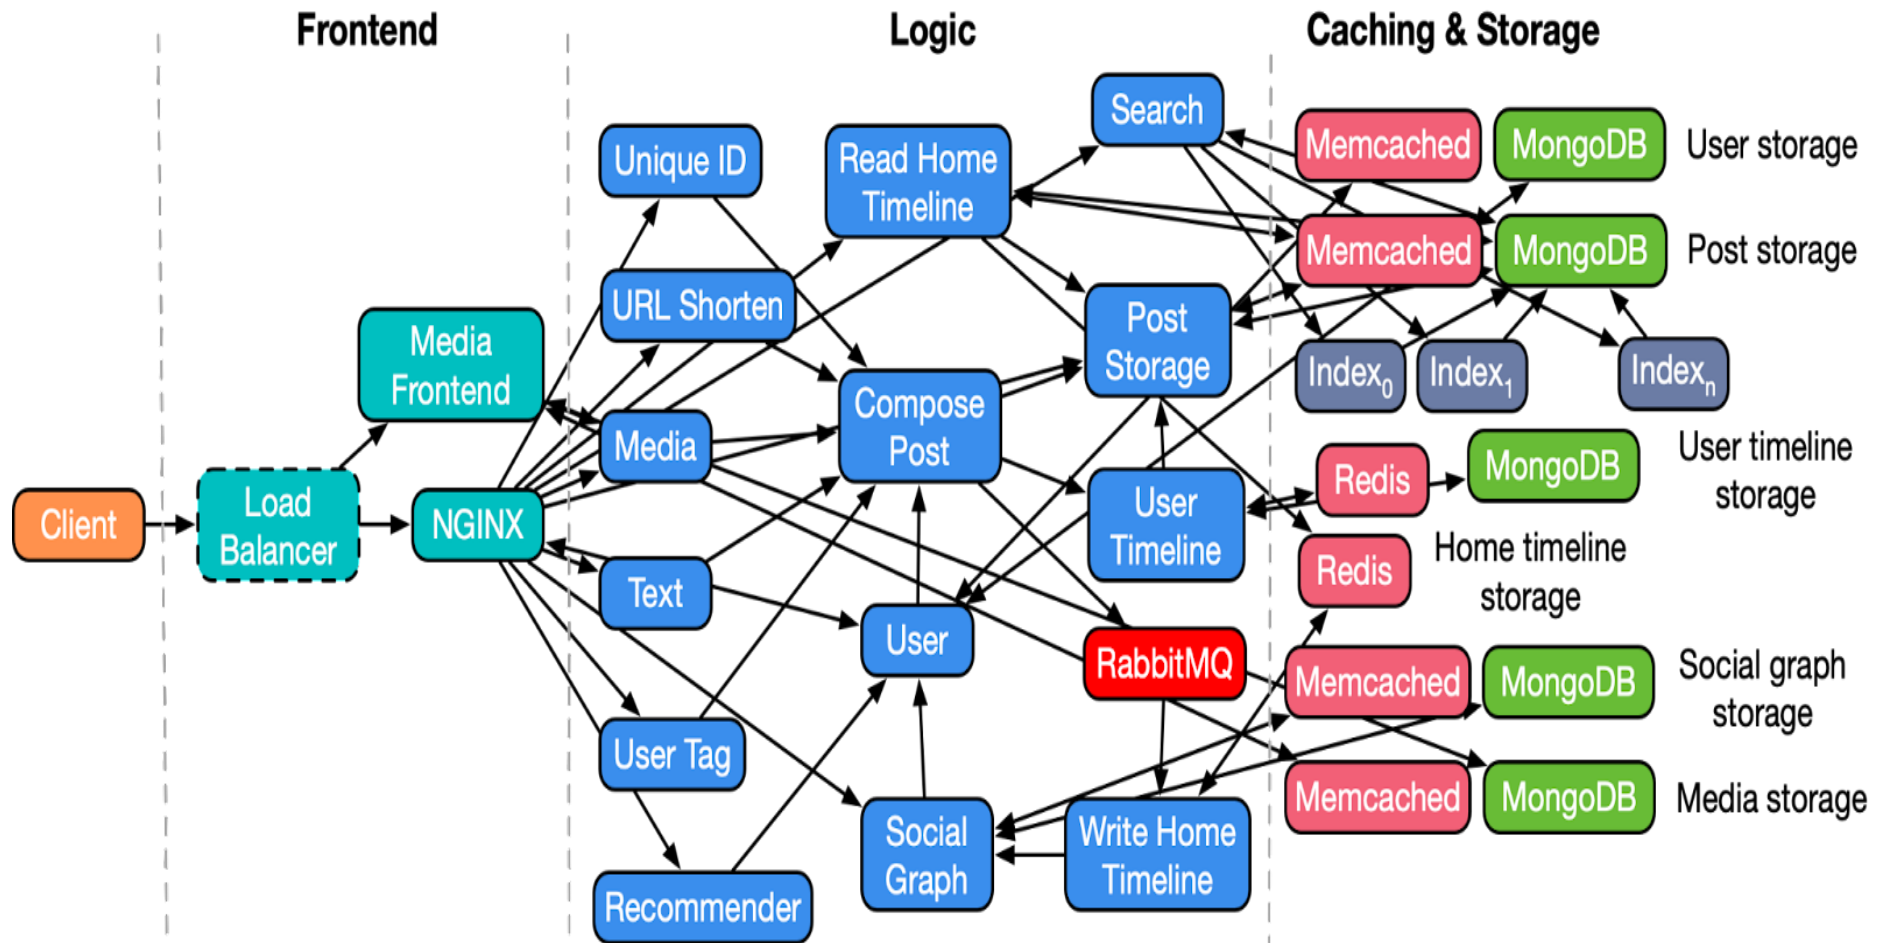 Frontend
Logic
Caching & Storage
Client
Load
Balancer
Media
Frontend
NGINX
Unique ID
URL Shorten
Media
Text
User Tag
Recommender
Read Home
Timeline
Compose
Post
User
Social
Graph
Search
Post
Storage
User
Timeline
RabbitMQ
Write Home
Timeline
Memcached MongoDB User storage
Memcached MongoDB Post storage
Index0 Index1 Indexn
Redis MongoDB User timeline
storage
Redis Home timeline
storage
Memcached MongoDB Social graph
storage
Memcached MongoDB Media storage